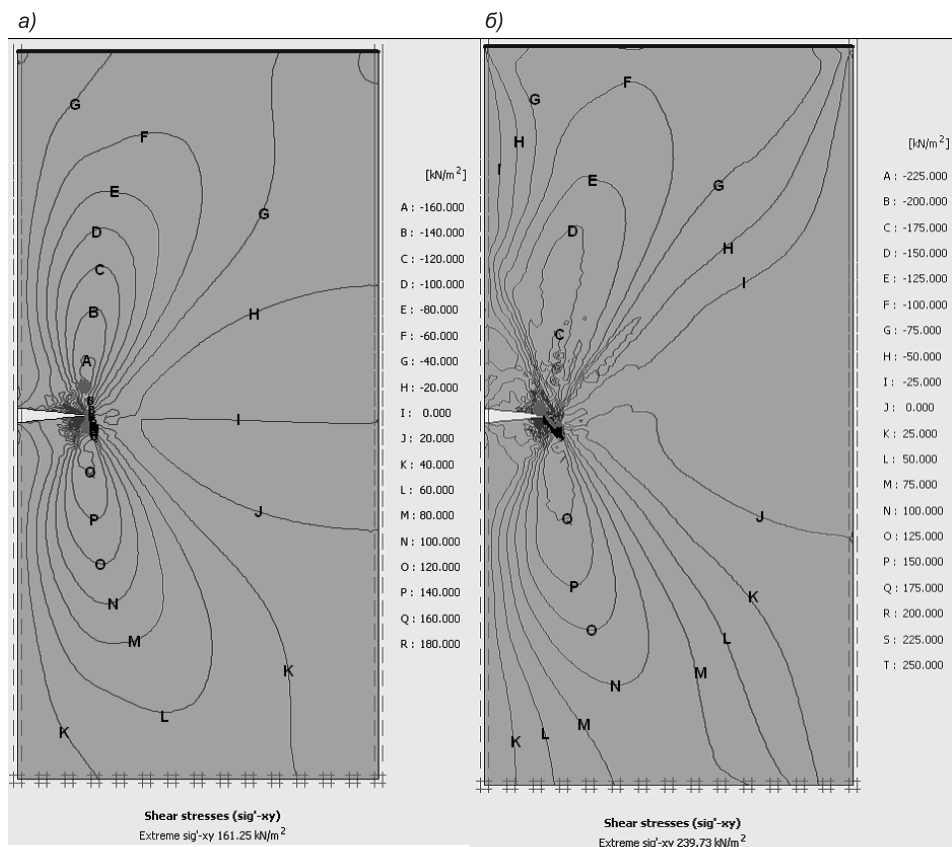 а) б)
[kN/m²]
A : -160.000
B : -140.000
C : -120.000
D : -100.000
E : -80.000
F : -60.000
G : -40.000
H : -20.000
I : 0.000
J : 20.000
K : 40.000
L : 60.000
M : 80.000
N : 100.000
O : 120.000
P : 140.000
Q : 160.000
R : 180.000
G
F
E
G
D
C
B
H
A
I
Q
J
P
O
N
M
K
L
K
Shear stresses (sig'-xy)
Extreme sig'-xy 161.25 kN/m²
[kN/m²]
A : -225.000
B : -200.000
C : -175.000
D : -150.000
E : -125.000
F : -100.000
G : -75.000
H : -50.000
I : -25.000
J : 0.000
K : 25.000
L : 50.000
M : 75.000
N : 100.000
O : 125.000
P : 150.000
Q : 175.000
R : 200.000
S : 225.000
T : 250.000
F
G
H
I
E
G
D
H
I
C
Q
J
P
K
O
L
M
N
M
L
K
Shear stresses (sig'-xy)
Extreme sig'-xy 239.73 kN/m²